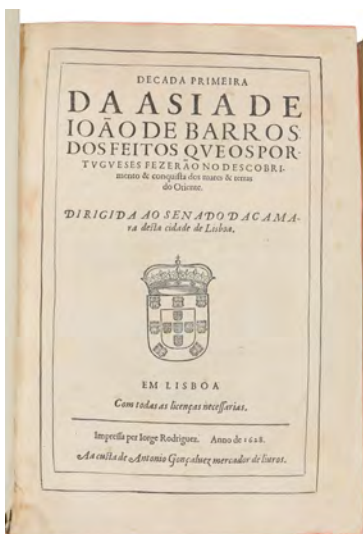 DECADA PRIMEIRA
DA ASIA DE
IOÃO DE BARROS
DOS FEITOS QVE OS POR-
TVGVESES FEZERÃO NO DESCOBRI-
mento & conquista dos mares & terras
do Oriente.
DIRIGIDA AO SENADO DA CAMA-
ra desta cidade de Lisboa.
EM LISBOA
Com todas as licenças necessarias.
Impressa per Iorge Rodriguez. Anno de 1628.
Aa custa de Antonio Gonçaluez mercador de liuros.